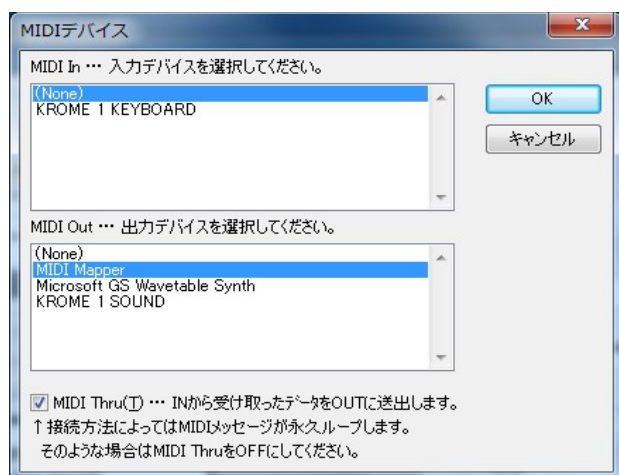 MIDIデバイス
MIDI In … 入力デバイスを選択してください。
(None)
KROME 1 KEYBOARD
OK
キャンセル
MIDI Out … 出力デバイスを選択してください。
(None)
MIDI Mapper
Microsoft GS Wavetable Synth
KROME 1 SOUND
MIDI Thru(T) … INから受け取ったデータをOUTに送出します。
↑接続方法によってはMIDIメッセージが永久ループします。
そのような場合はMIDI ThruをOFFにしてください。